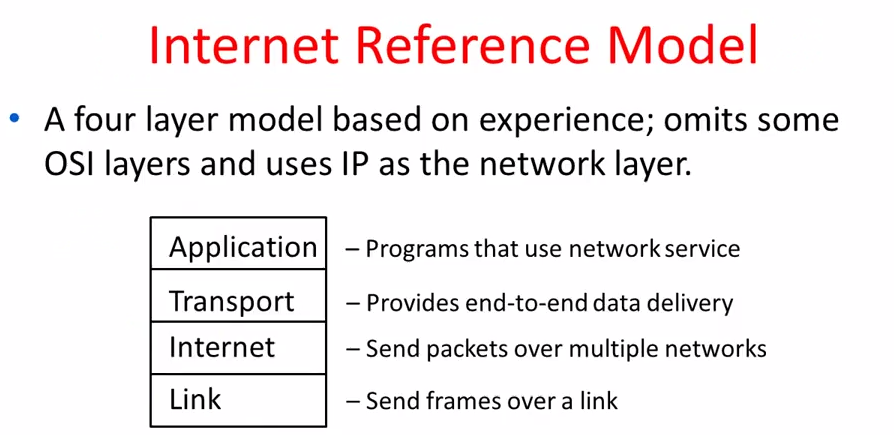 Internet Reference Model
• A four layer model based on experience; omits some
OSI layers and uses IP as the network layer.
Application – Programs that use network service
Transport – Provides end-to-end data delivery
Internet – Send packets over multiple networks
Link – Send frames over a link